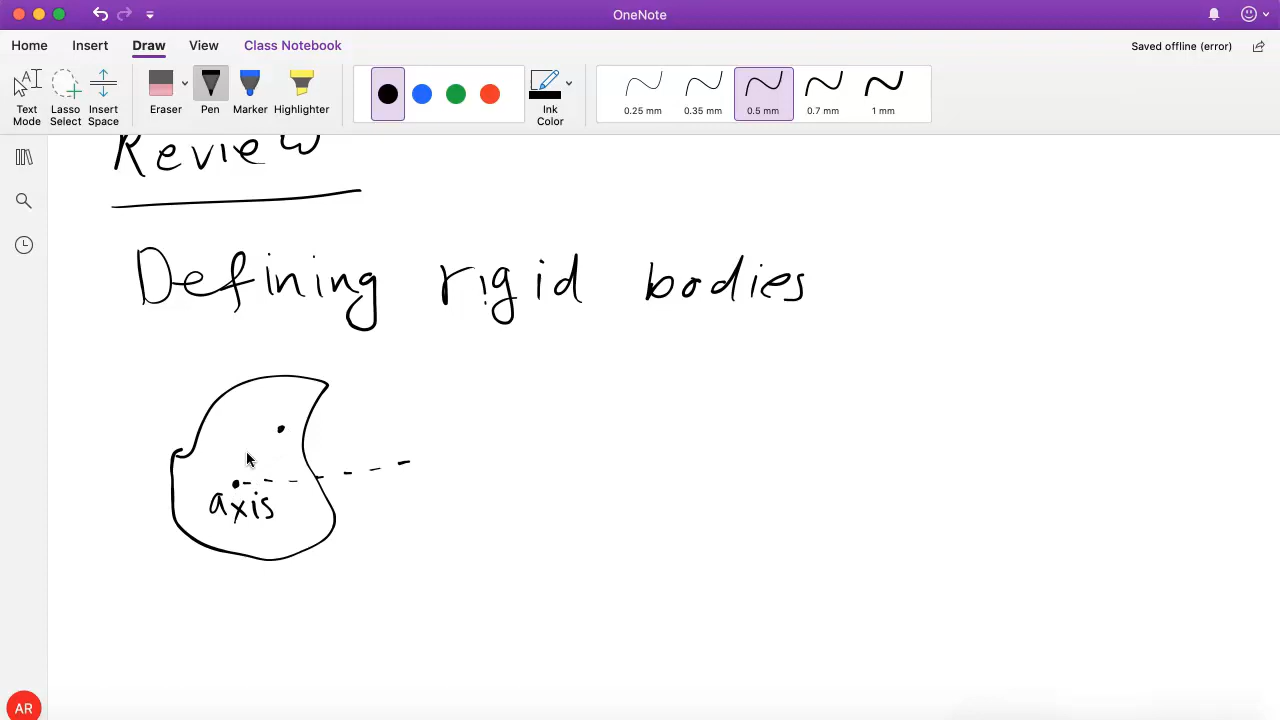 OneNote
Home Insert Draw View Class Notebook Saved offline (error)
Text Mode
Lasso Select
Insert Space
Eraser
Pen
Marker
Highlighter
Ink Color
0.25 mm
0.35 mm
0.5 mm
0.7 mm
1 mm
Review
Defining rigid bodies
axis
AR